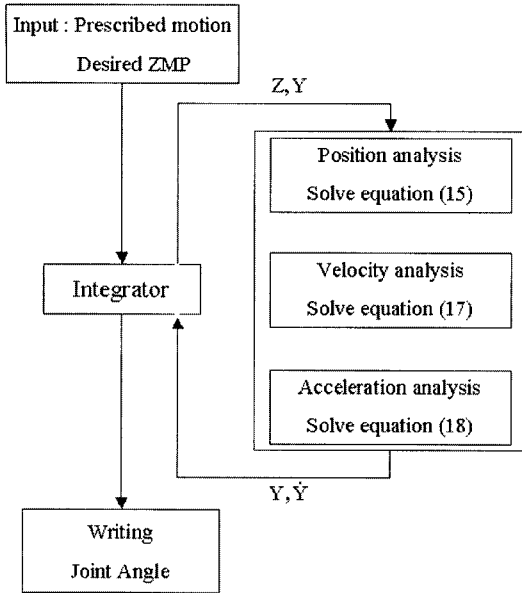 Input : Prescribed motion
Desired ZMP
Z, Y
Position analysis
Solve equation (15)
Velocity analysis
Solve equation (17)
Integrator
Acceleration analysis
Solve equation (18)
Y, Ẏ
Writing
Joint Angle